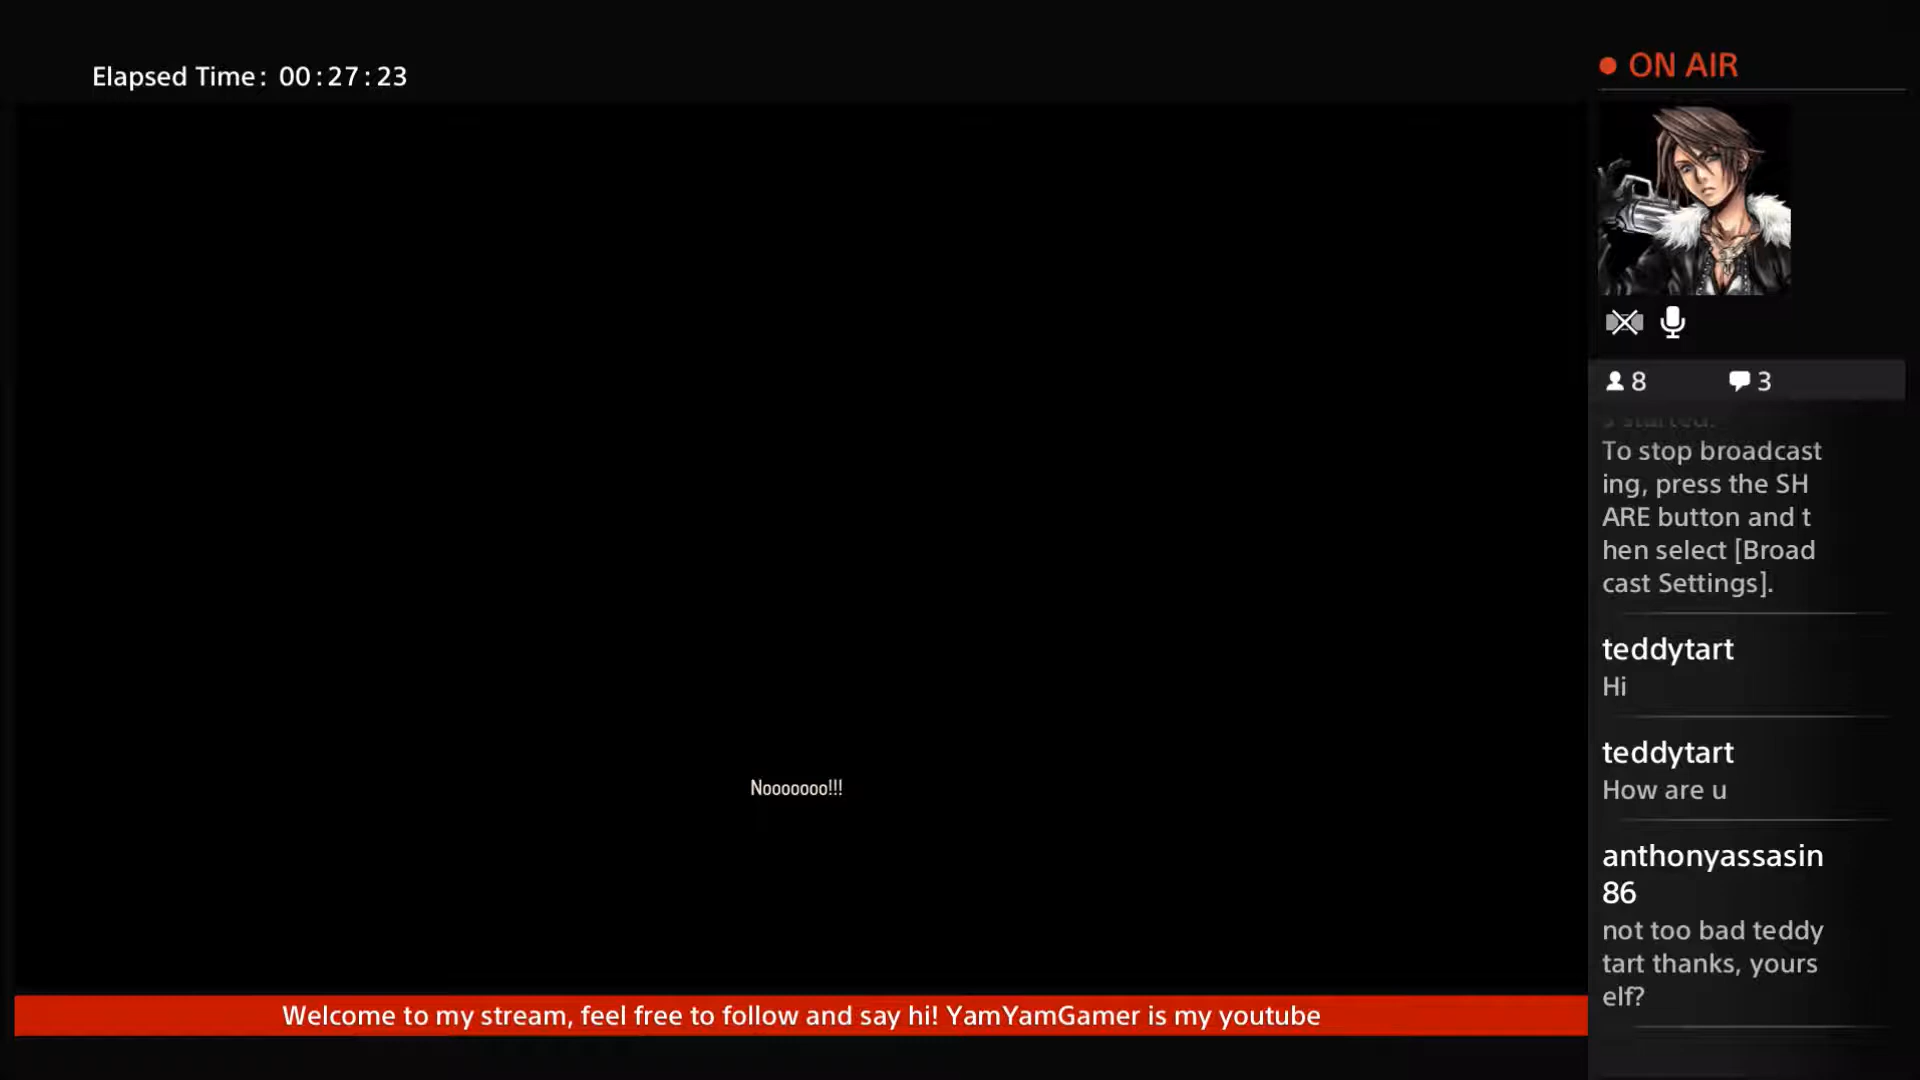 Elapsed Time: 00:27:23
ON AIR
8
3
s started.
To stop broadcast
ing, press the SH
ARE button and t
hen select [Broad
cast Settings].
teddytart
Hi
teddytart
How are u
anthonyassasin
86
not too bad teddy
tart thanks, yours
elf?
Nooooooo!!!
Welcome to my stream, feel free to follow and say hi! YamYamGamer is my youtube